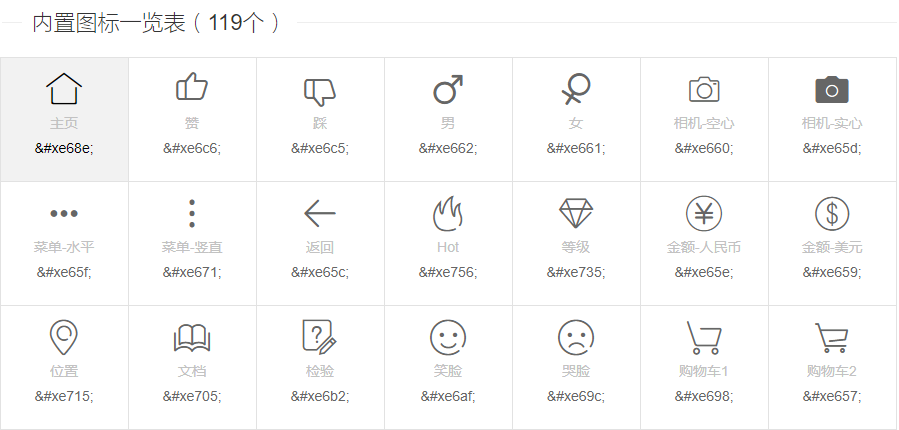 内置图标一览表（119个）
主页 赞 踩 男 女 相机-空心 相机-实心
&#xe68e; &#xe6c6; &#xe6c5; &#xe662; &#xe661; &#xe660; &#xe65d;
菜单-水平 菜单-竖直 返回 Hot 等级 金额-人民币 金额-美元
&#xe65f; &#xe671; &#xe65c; &#xe756; &#xe735; &#xe65e; &#xe659;
位置 文档 检验 笑脸 哭脸 购物车1 购物车2
&#xe715; &#xe705; &#xe6b2; &#xe6af; &#xe69c; &#xe698; &#xe657;